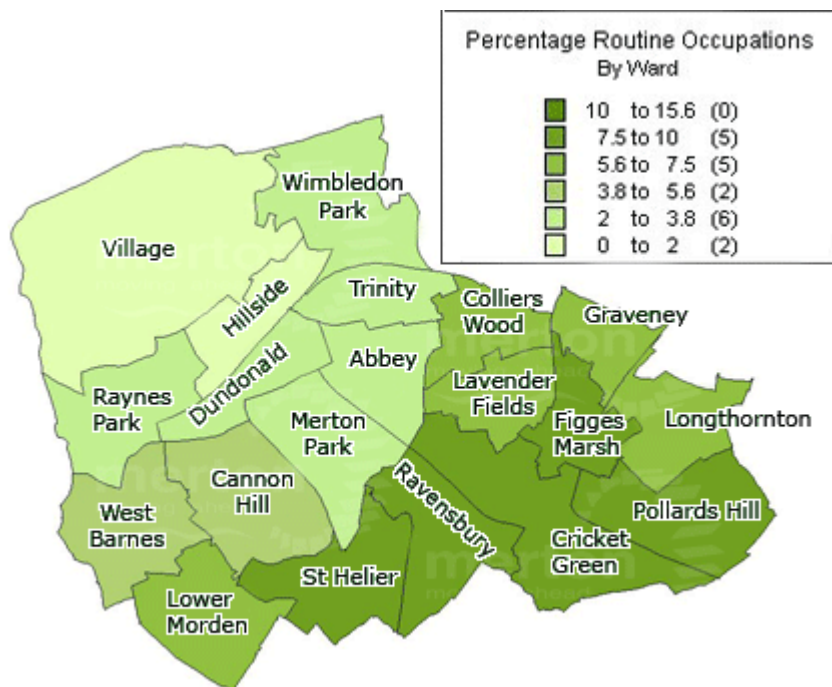 Percentage Routine Occupations
By Ward
10 to 15.6 (0)
7.5 to 10 (5)
5.6 to 7.5 (5)
3.8 to 5.6 (2)
2 to 3.8 (6)
0 to 2 (2)
Wimbledon
Park
Village
Hillside
Trinity
Colliers
Wood
Graveney
Dundonald
Abbey
Raynes
Park
Lavender
Fields
Figges
Marsh
Longthornton
Merton
Park
Cannon
Hill
Ravensbury
West
Barnes
Pollards Hill
Cricket
Green
St Helier
Lower
Morden
merton
merton
merton